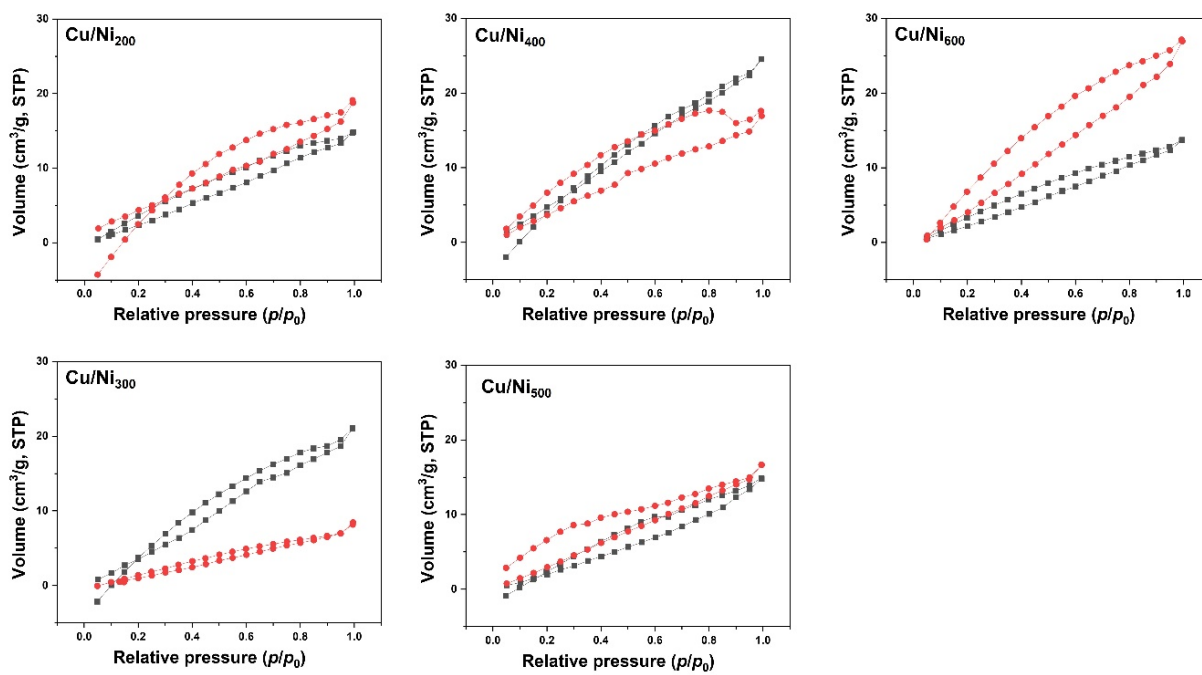 Cu/Ni₂₀₀
Volume (cm³/g, STP)
30
20
10
0
0.0 0.2 0.4 0.6 0.8 1.0
Relative pressure (p/p₀)
Cu/Ni₄₀₀
Volume (cm³/g, STP)
30
20
10
0
0.0 0.2 0.4 0.6 0.8 1.0
Relative pressure (p/p₀)
Cu/Ni₆₀₀
Volume (cm³/g, STP)
30
20
10
0
0.0 0.2 0.4 0.6 0.8 1.0
Relative pressure (p/p₀)
Cu/Ni₃₀₀
Volume (cm³/g, STP)
30
20
10
0
0.0 0.2 0.4 0.6 0.8 1.0
Relative pressure (p/p₀)
Cu/Ni₅₀₀
Volume (cm³/g, STP)
30
20
10
0
0.0 0.2 0.4 0.6 0.8 1.0
Relative pressure (p/p₀)